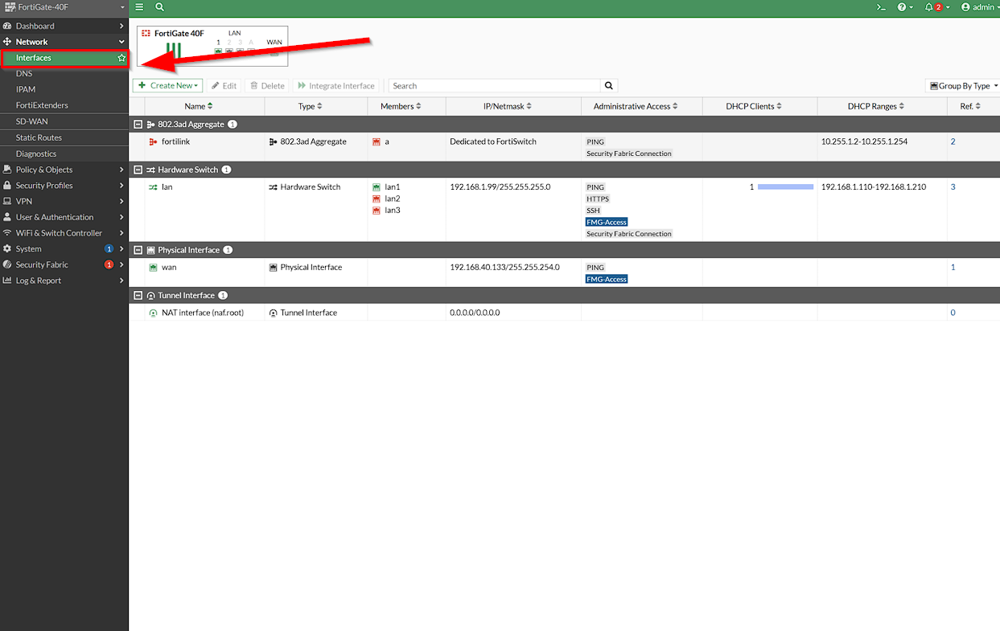 FortiGate-40F
2
admin
Dashboard
Network
Interfaces
DNS
IPAM
FortiExtenders
SD-WAN
Static Routes
Diagnostics
Policy & Objects
Security Profiles
VPN
User & Authentication
WiFi & Switch Controller
System 1
Security Fabric 1
Log & Report
FortiGate 40F LAN
1 2 3 A WAN
Create New Edit Delete Integrate Interface Search Group By Type
Name Type Members IP/Netmask Administrative Access DHCP Clients DHCP Ranges Ref.
802.3ad Aggregate 1
fortilink 802.3ad Aggregate a Dedicated to FortiSwitch PING 10.255.1.2-10.255.1.254 2
Security Fabric Connection
Hardware Switch 1
lan Hardware Switch lan1 192.168.1.99/255.255.255.0 PING 1 192.168.1.110-192.168.1.210 3
lan2 HTTPS
lan3 SSH
FMG-Access
Security Fabric Connection
Physical Interface 1
wan Physical Interface 192.168.40.133/255.255.254.0 PING 1
FMG-Access
Tunnel Interface 1
NAT interface (naf.root) Tunnel Interface 0.0.0.0/0.0.0.0 0